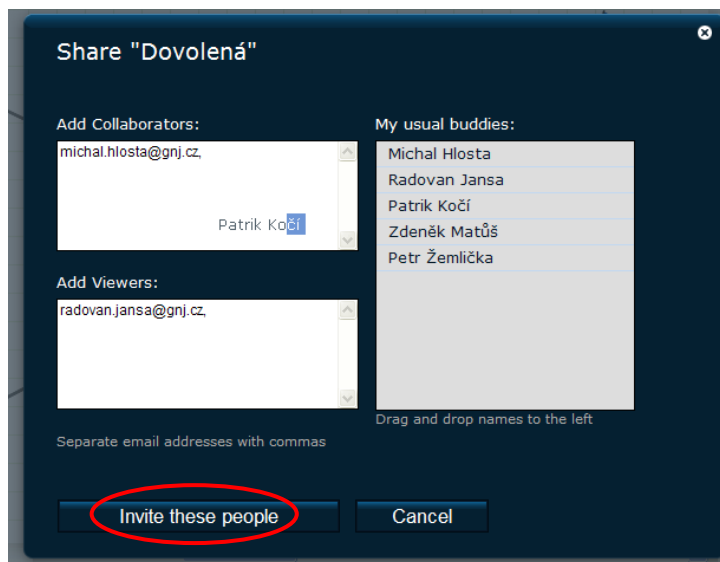 Share "Dovolená"
Add Collaborators:
michal.hlosta@gnj.cz,
Patrik Kočí
Add Viewers:
radovan.jansa@gnj.cz,
Separate email addresses with commas
My usual buddies:
Michal Hlosta
Radovan Jansa
Patrik Kočí
Zdeněk Matůš
Petr Žemlička
Drag and drop names to the left
Invite these people
Cancel